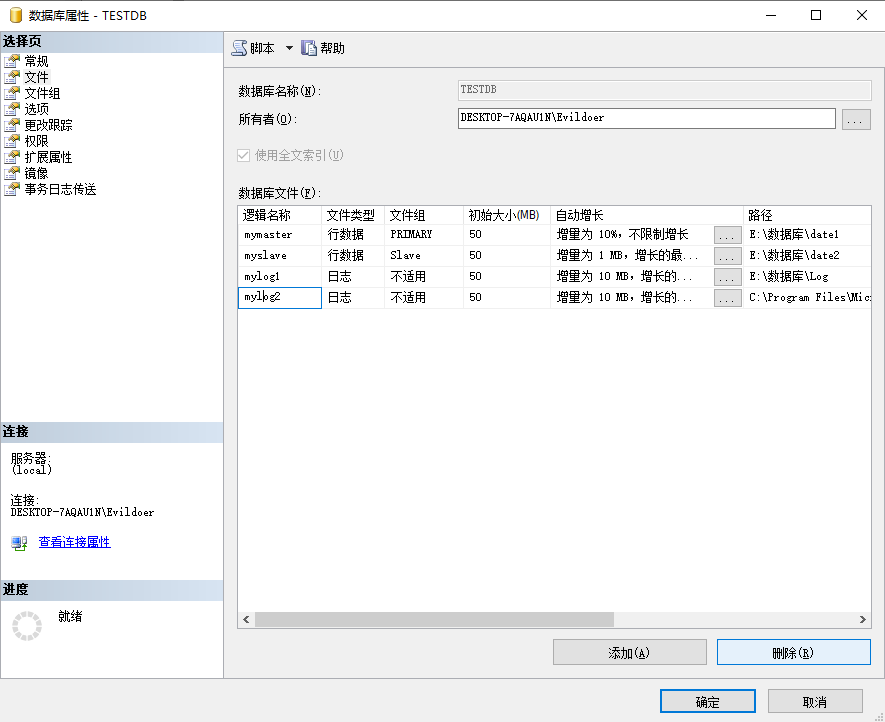 数据库属性 - TESTDB
选择页
常规
文件
文件组
选项
更改跟踪
权限
扩展属性
镜像
事务日志传送
脚本 帮助
数据库名称(N): TESTDB
所有者(O): DESKTOP-7AQAU1N\Evildoer ...
使用全文索引(U)
数据库文件(F):
逻辑名称 文件类型 文件组 初始大小(MB) 自动增长 路径
mymaster 行数据 PRIMARY 50 增量为 10%，不限制增长 ... E:\数据库\date1
myslave 行数据 Slave 50 增量为 1 MB，增长的最... ... E:\数据库\date2
mylog1 日志 不适用 50 增量为 10 MB，增长的... ... E:\数据库\Log
mylog2 日志 不适用 50 增量为 10 MB，增长的... ... C:\Program Files\Mic
连接
服务器:
(local)
连接:
DESKTOP-7AQAU1N\Evildoer
查看连接属性
进度
就绪
添加(A) 删除(R)
确定 取消